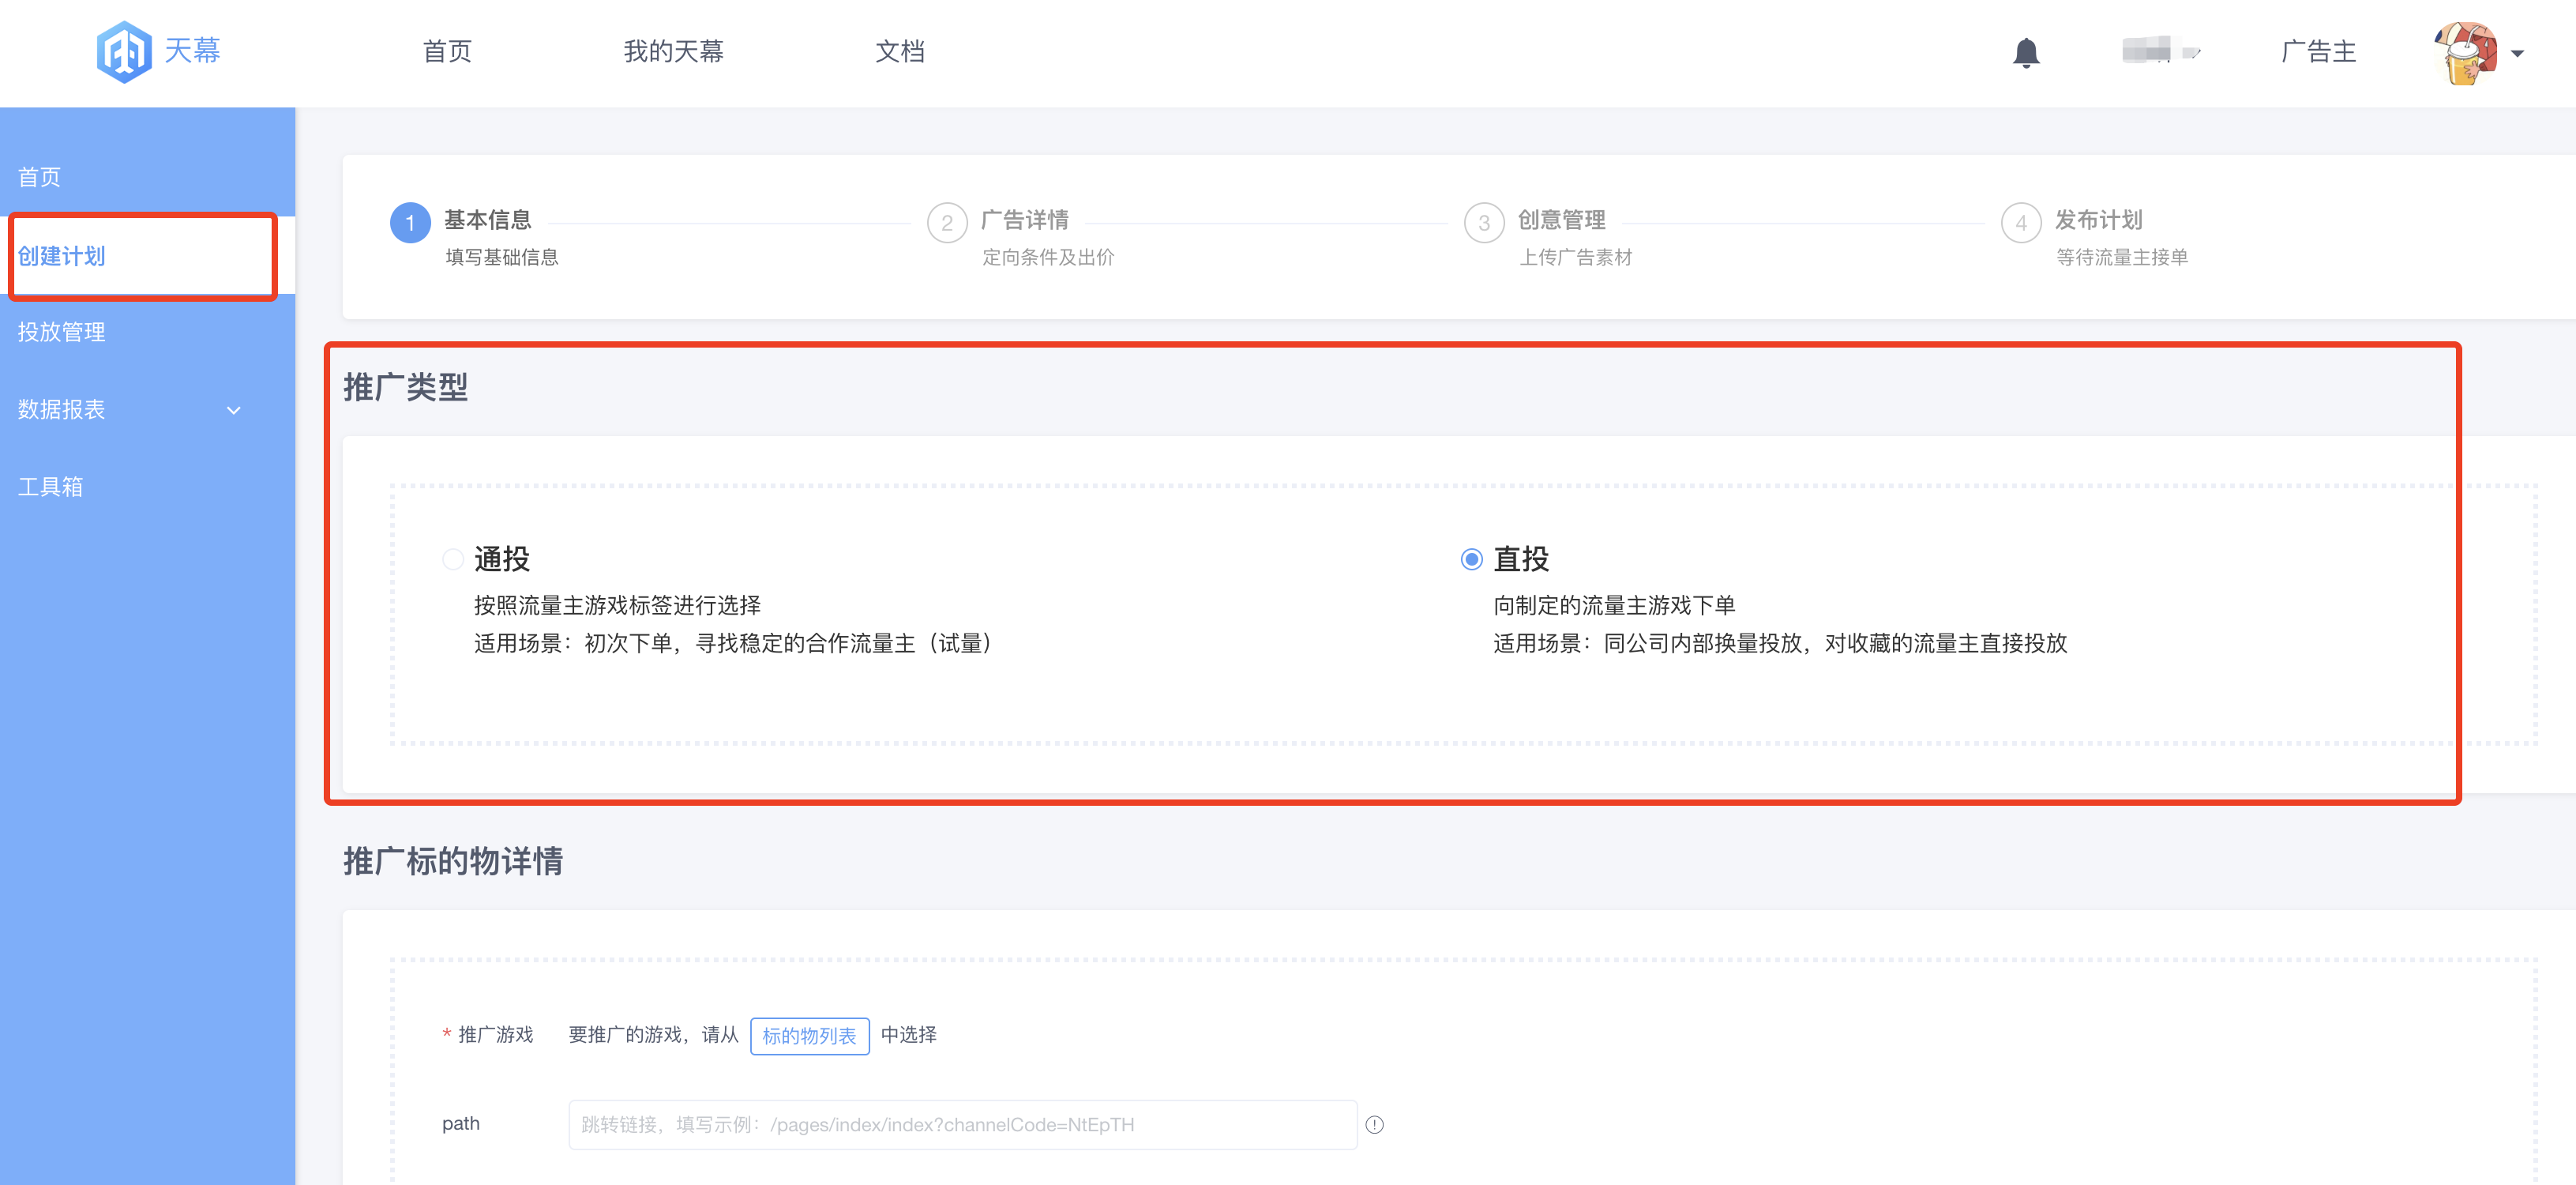 天幕
首页
我的天幕
文档
广告主
首页
创建计划
投放管理
数据报表
工具箱
1 基本信息
填写基础信息
2 广告详情
定向条件及出价
3 创意管理
上传广告素材
4 发布计划
等待流量主接单
推广类型
通投
按照流量主游戏标签进行选择
适用场景：初次下单，寻找稳定的合作流量主（试量）
直投
向制定的流量主游戏下单
适用场景：同公司内部换量投放，对收藏的流量主直接投放
推广标的物详情
* 推广游戏 要推广的游戏，请从 标的物列表 中选择
path 跳转链接，填写示例：/pages/index/index?channelCode=NtEpTH